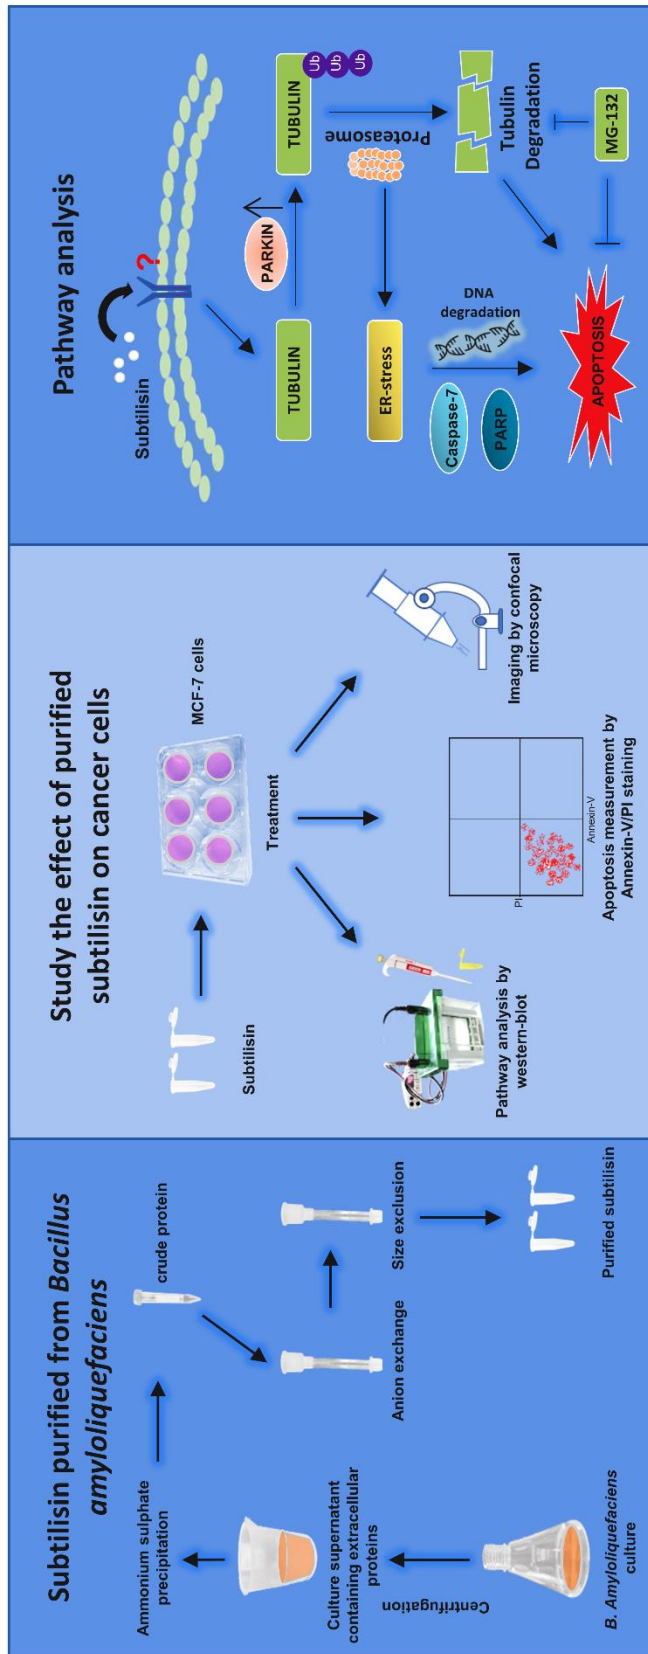 Subtilisin purified from Bacillus
amyloliquefaciens
Ammonium sulphate
precipitation
crude protein
Culture supernatant
containing extracellular
proteins
Centrifugation
B. Amyloliquefaciens
culture
Anion exchange
Size exclusion
Purified subtilisin
Study the effect of purified
subtilisin on cancer cells
Subtilisin
MCF-7 cells
Treatment
Pathway analysis by
western-blot
PI
Annexin-V
Apoptosis measurement by
Annexin-V/PI staining
Imaging by confocal
microscopy
Pathway analysis
Subtilisin
?
TUBULIN
PARKIN
TUBULIN
Ub
Ub
Ub
Proteasome
ER-stress
Tubulin
Degradation
Caspase-7
PARP
DNA
degradation
APOPTOSIS
MG-132